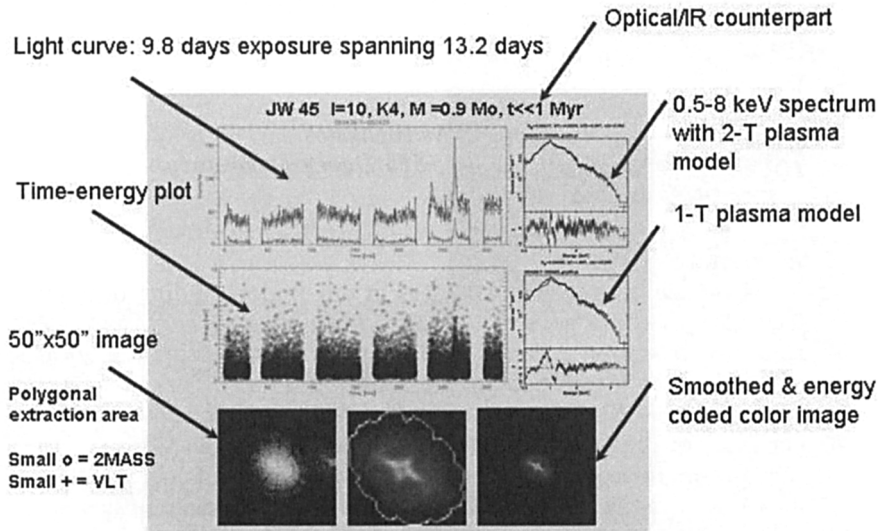 Optical/IR counterpart
Light curve: 9.8 days exposure spanning 13.2 days
JW 45 I=10, K4, M =0.9 Mo, t<<1 Myr
0.5-8 keV spectrum
with 2-T plasma
model
Time-energy plot
1-T plasma model
50"x50" image
Polygonal
extraction area
Small o = 2MASS
Small + = VLT
Smoothed & energy
coded color image